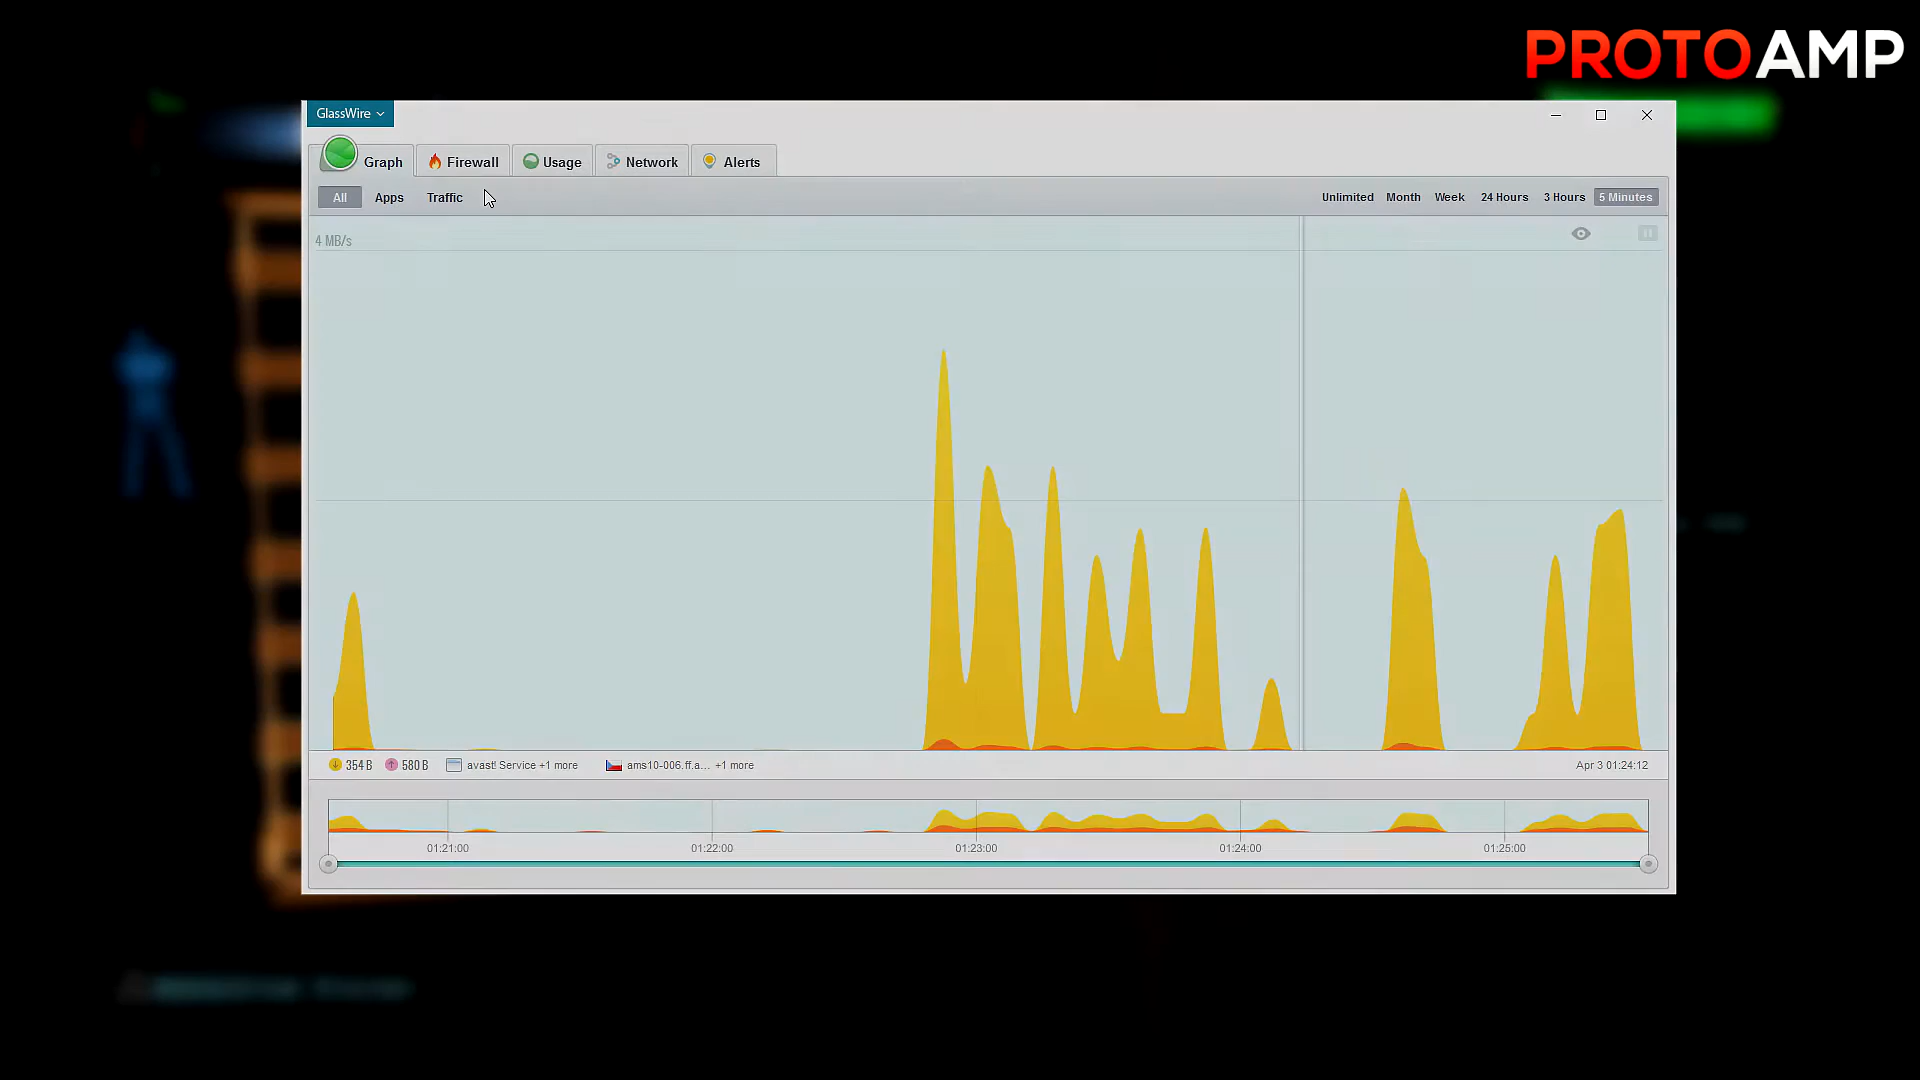 PROTOAMP
GlassWire
Graph
Firewall
Usage
Network
Alerts
All
Apps
Traffic
Unlimited
Month
Week
24 Hours
3 Hours
5 Minutes
4 MB/s
354 B
580 B
avast! Service +1 more
ams10-006.ff.a... +1 more
Apr 3 01:24:12
01:21:00
01:22:00
01:23:00
01:24:00
01:25:00